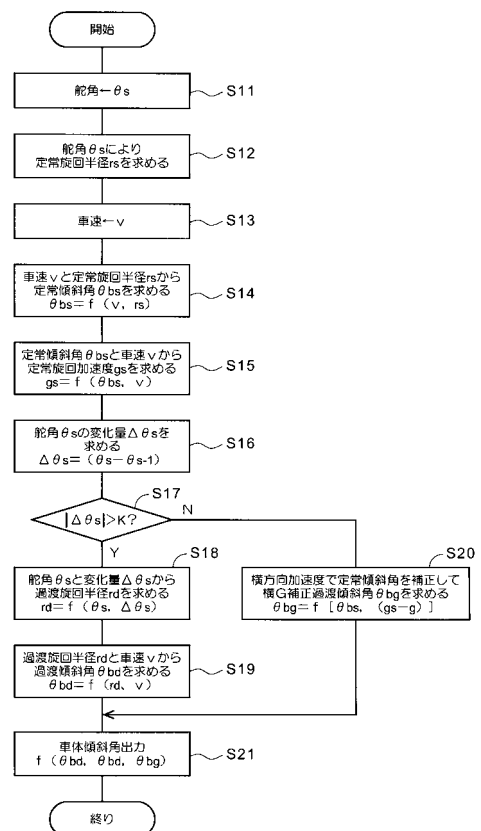 開始
舵角←θs
S11
舵角θsにより
定常旋回半径rsを求める
S12
車速←v
S13
車速vと定常旋回半径rsから
定常傾斜角θbsを求める
θbs=f (v, rs)
S14
定常傾斜角θbsと車速vから
定常旋回加速度gsを求める
gs=f (θbs, v)
S15
舵角θsの変化量Δθsを
求める
Δθs=(θs−θs-1)
S16
|Δθs|>K?
S17
N
Y
舵角θsと変化量Δθsから
過渡旋回半径rdを求める
rd=f (θs, Δθs)
S18
横方向加速度で定常傾斜角を補正して
横G補正過渡傾斜角θbgを求める
θbg=f [θbs, (gs−g)]
S20
過渡旋回半径rdと車速vから
過渡傾斜角θbdを求める
θbd=f (rd、v)
S19
車体傾斜角出力
f (θbd, θbd, θbg)
S21
終り